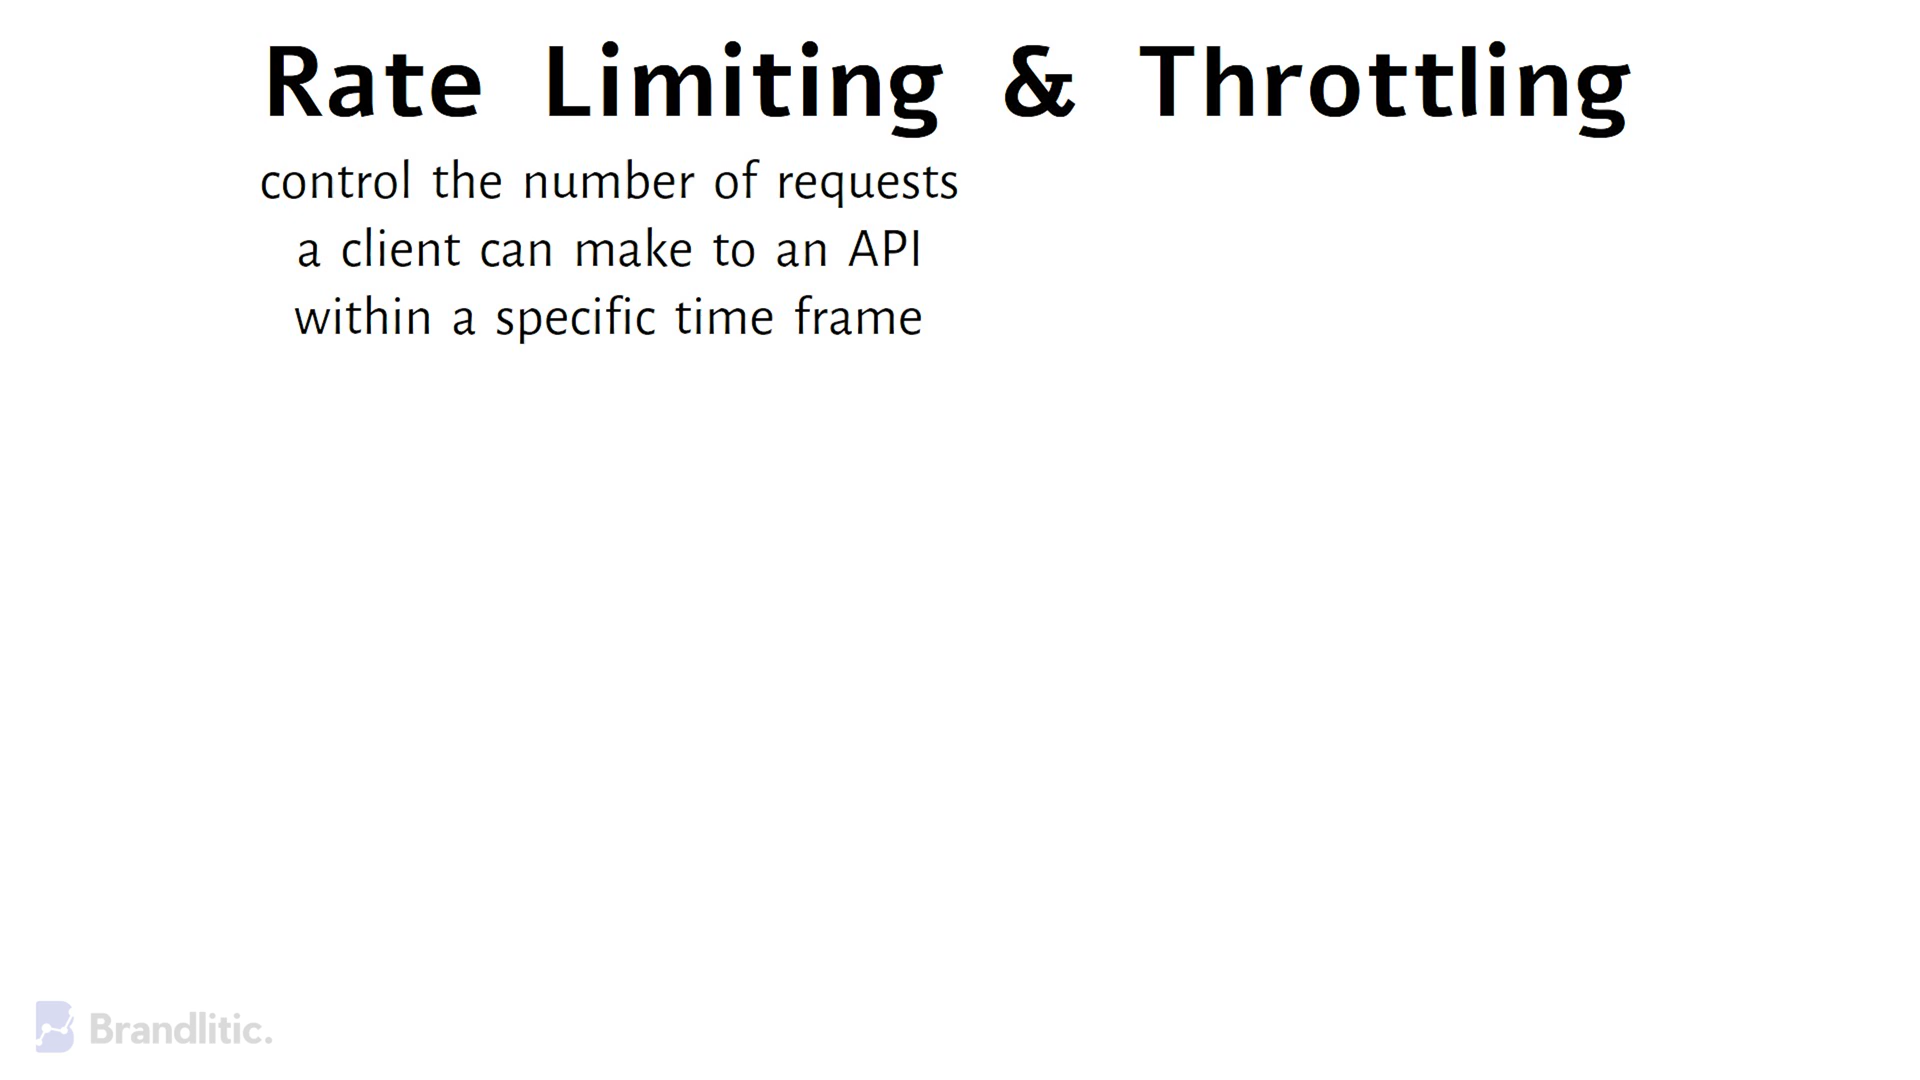 Rate Limiting & Throttling
control the number of requests
a client can make to an API
within a specific time frame
Brandlitic.